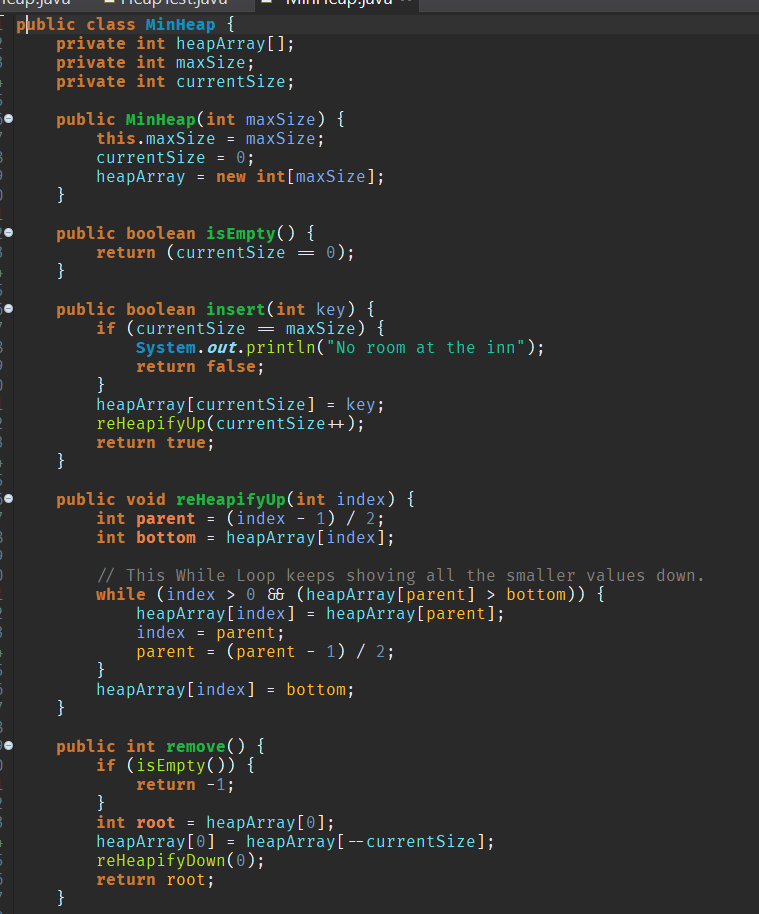 HeapTest.java MinHeap.java
public class MinHeap {
    private int heapArray[];
    private int maxSize;
    private int currentSize;

    public MinHeap(int maxSize) {
        this.maxSize = maxSize;
        currentSize = 0;
        heapArray = new int[maxSize];
    }

    public boolean isEmpty() {
        return (currentSize == 0);
    }

    public boolean insert(int key) {
        if (currentSize == maxSize) {
            System.out.println("No room at the inn");
            return false;
        }
        heapArray[currentSize] = key;
        reHeapifyUp(currentSize++);
        return true;
    }

    public void reHeapifyUp(int index) {
        int parent = (index - 1) / 2;
        int bottom = heapArray[index];

        // This While Loop keeps shoving all the smaller values down.
        while (index > 0 && (heapArray[parent] > bottom)) {
            heapArray[index] = heapArray[parent];
            index = parent;
            parent = (parent - 1) / 2;
        }
        heapArray[index] = bottom;
    }

    public int remove() {
        if (isEmpty()) {
            return -1;
        }
        int root = heapArray[0];
        heapArray[0] = heapArray[--currentSize];
        reHeapifyDown(0);
        return root;
    }